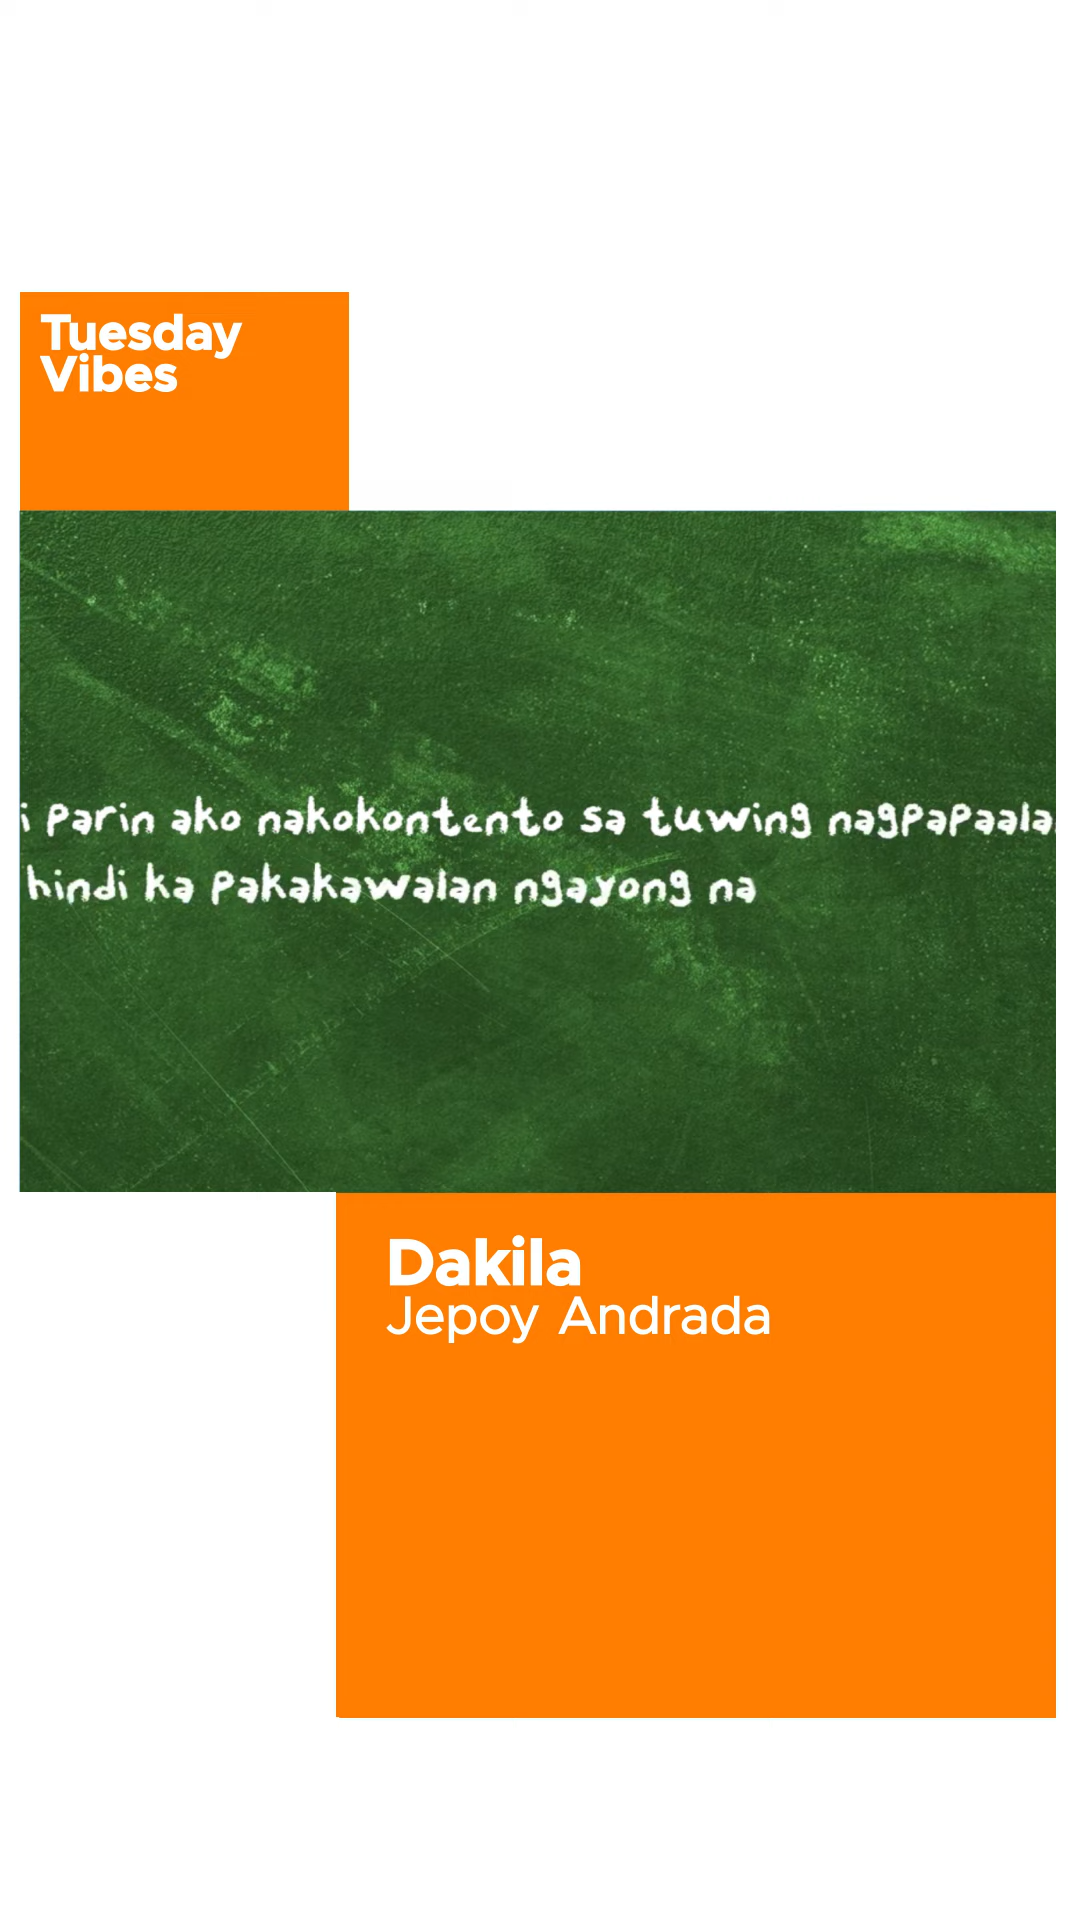 Tuesday
Vibes
i parin ako nakokontento sa tuwing nagpapaala
hindi ka pakakawalan ngayong na
Dakila
Jepoy Andrada